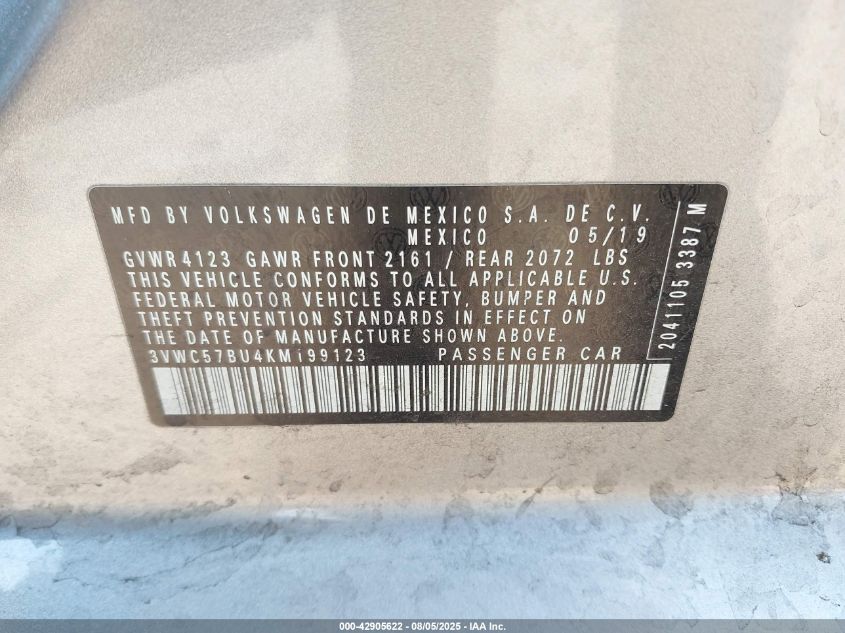 MFD BY VOLKSWAGEN DE MEXICO S.A. DE C.V.
MEXICO 05/19
GVWR 4123 GAWR FRONT 2161 / REAR 2072 LBS
THIS VEHICLE CONFORMS TO ALL APPLICABLE U.S.
FEDERAL MOTOR VEHICLE SAFETY, BUMPER AND
THEFT PREVENTION STANDARDS IN EFFECT ON
THE DATE OF MANUFACTURE SHOWN ABOVE.
3VWC57BU4KM199123 PASSENGER CAR
2041105 3387 M
000-42905622 - 08/05/2025 - IAA Inc.